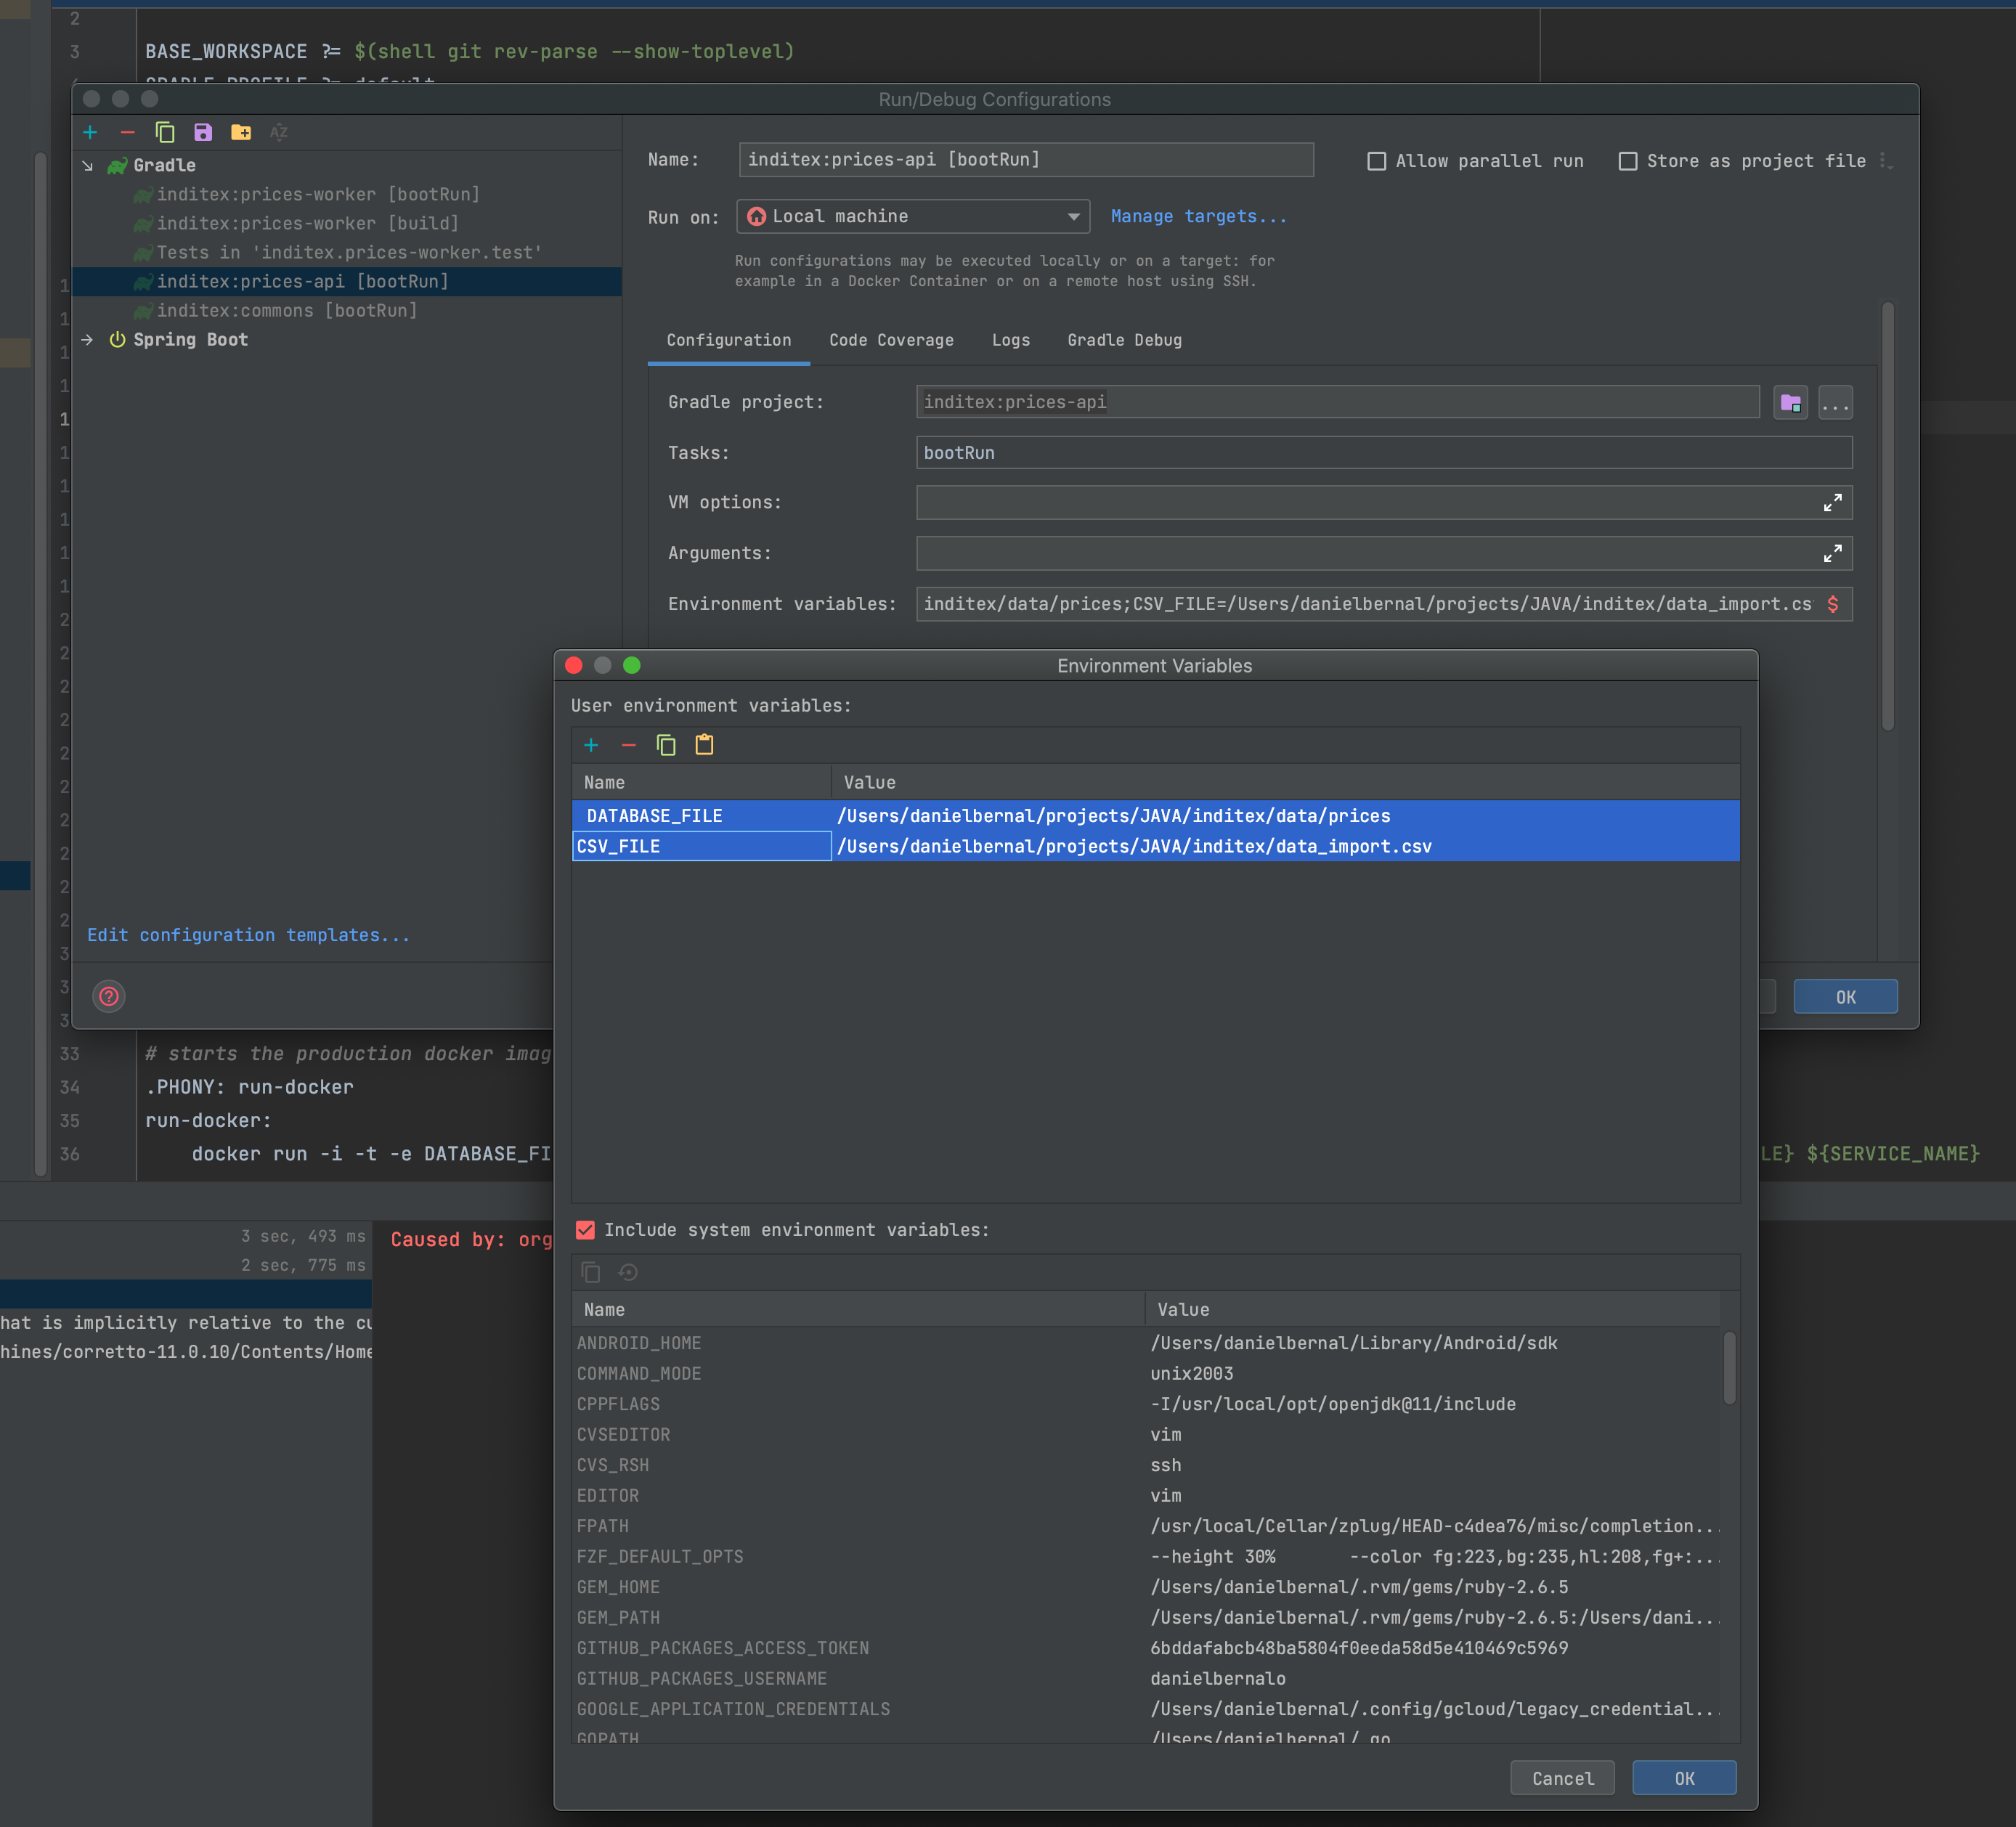 2
3 BASE_WORKSPACE ?= $(shell git rev-parse --show-toplevel)
Run/Debug Configurations
Gradle
inditex:prices-worker [bootRun]
inditex:prices-worker [build]
Tests in 'inditex.prices-worker.test'
inditex:prices-api [bootRun]
inditex:commons [bootRun]
Spring Boot
Edit configuration templates...
Name: inditex:prices-api [bootRun]
Allow parallel run
Store as project file
Run on: Local machine
Manage targets...
Run configurations may be executed locally or on a target: for
example in a Docker Container or on a remote host using SSH.
Configuration Code Coverage Logs Gradle Debug
Gradle project: inditex:prices-api
Tasks: bootRun
VM options:
Arguments:
Environment variables: inditex/data/prices;CSV_FILE=/Users/danielbernal/projects/JAVA/inditex/data_import.cs
OK
Environment Variables
User environment variables:
Name Value
DATABASE_FILE /Users/danielbernal/projects/JAVA/inditex/data/prices
CSV_FILE /Users/danielbernal/projects/JAVA/inditex/data_import.csv
Include system environment variables:
Name Value
ANDROID_HOME /Users/danielbernal/Library/Android/sdk
COMMAND_MODE unix2003
CPPFLAGS -I/usr/local/opt/openjdk@11/include
CVSEDITOR vim
CVS_RSH ssh
EDITOR vim
FPATH /usr/local/Cellar/zplug/HEAD-c4dea76/misc/completion...
FZF_DEFAULT_OPTS --height 30% --color fg:223,bg:235,hl:208,fg+:...
GEM_HOME /Users/danielbernal/.rvm/gems/ruby-2.6.5
GEM_PATH /Users/danielbernal/.rvm/gems/ruby-2.6.5:/Users/dani...
GITHUB_PACKAGES_ACCESS_TOKEN 6bddafabcb48ba5804f0eeda58d5e410469c5969
GITHUB_PACKAGES_USERNAME danielbernalo
GOOGLE_APPLICATION_CREDENTIALS /Users/danielbernal/.config/gcloud/legacy_credential...
GOPATH /Users/danielbernal/.go
Cancel OK
33 # starts the production docker imag
34 .PHONY: run-docker
35 run-docker:
36 docker run -i -t -e DATABASE_FI LE} ${SERVICE_NAME}
3 sec, 493 ms
2 sec, 775 ms
Caused by: org
hat is implicitly relative to the cu
hines/corretto-11.0.10/Contents/Home